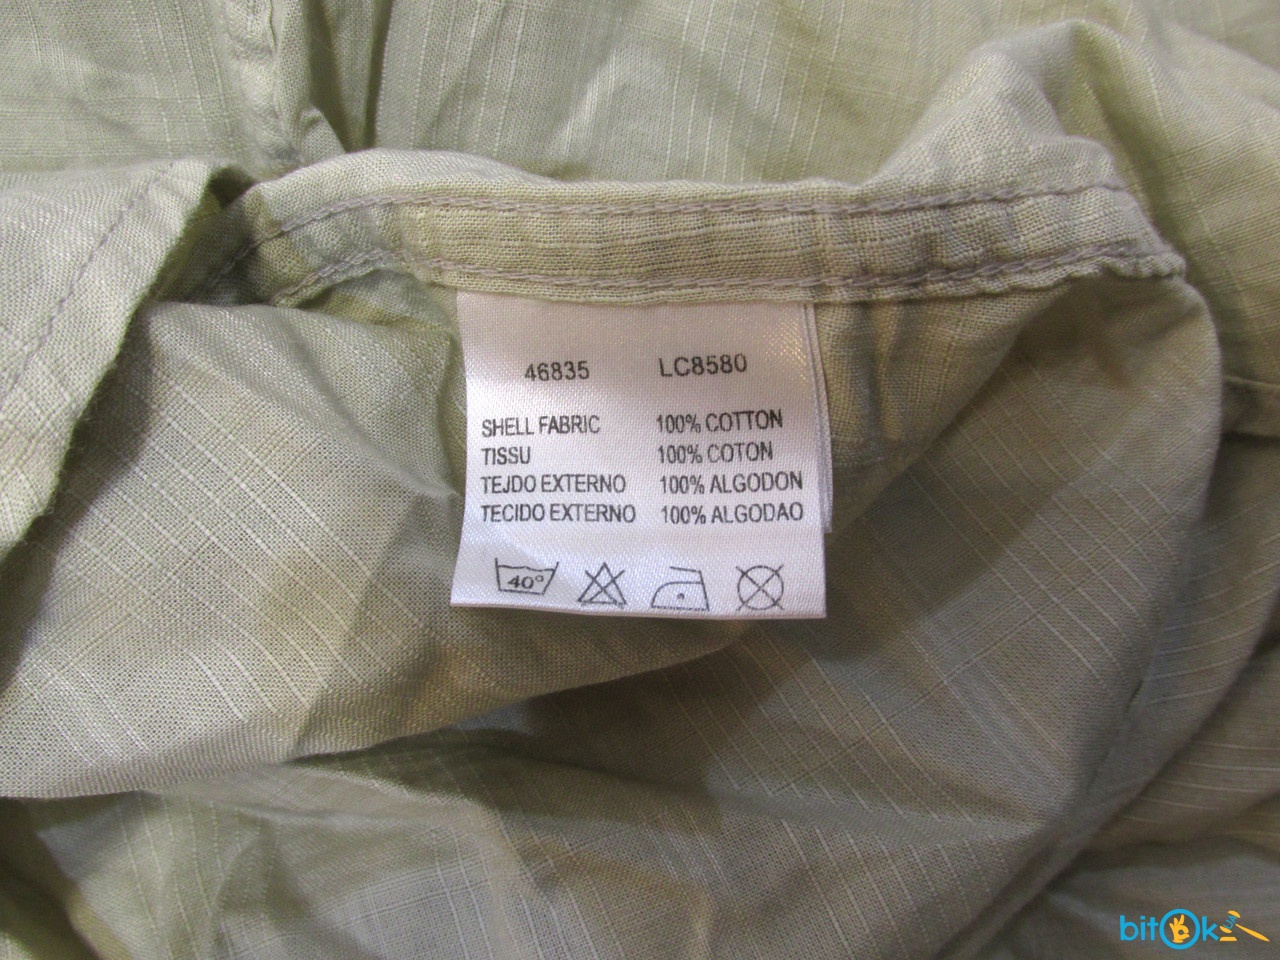 46835 LC8580
SHELL FABRIC 100% COTTON
TISSU 100% COTON
TEJDO EXTERNO 100% ALGODON
TECIDO EXTERNO 100% ALGODAO
40°
bitOk